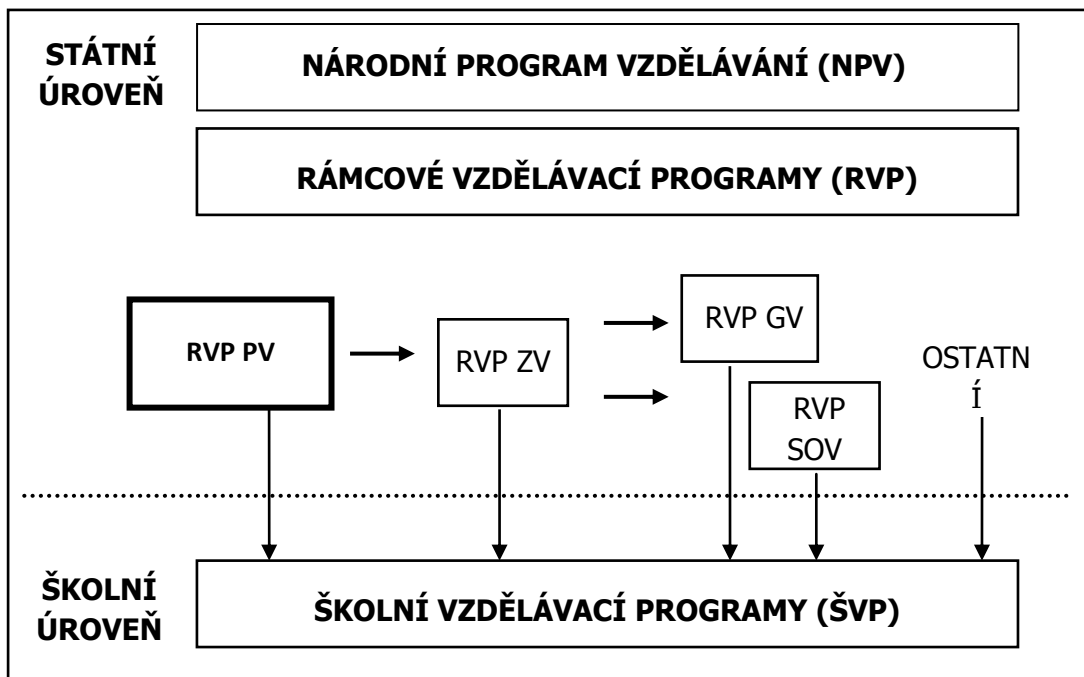 STÁTNÍ
ÚROVEŇ
NÁRODNÍ PROGRAM VZDĚLÁVÁNÍ (NPV)
RÁMCOVÉ VZDĚLÁVACÍ PROGRAMY (RVP)
RVP PV
RVP ZV
RVP GV
RVP
SOV
OSTATN
Í
ŠKOLNÍ
ÚROVEŇ
ŠKOLNÍ VZDĚLÁVACÍ PROGRAMY (ŠVP)